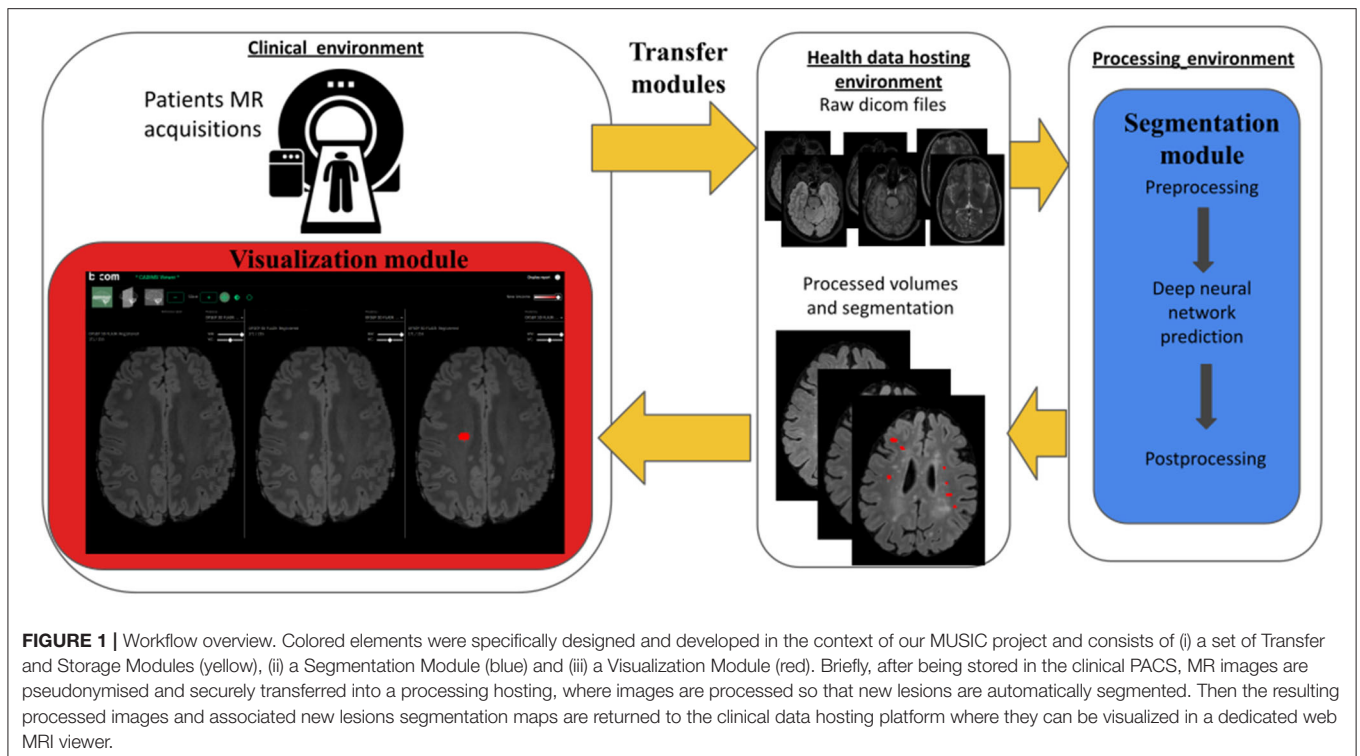 Clinical environment
Patients MR
acquisitions
Transfer
modules
Health data hosting
environment
Raw dicom files
Processed volumes
and segmentation
Processing_environment
Segmentation
module
Preprocessing
Deep neural
network
prediction
Postprocessing
Visualization module
b com
FIGURE 1 | Workflow overview. Colored elements were specifically designed and developed in the context of our MUSIC project and consists of (i) a set of Transfer
and Storage Modules (yellow), (ii) a Segmentation Module (blue) and (iii) a Visualization Module (red). Briefly, after being stored in the clinical PACS, MR images are
pseudonymised and securely transferred into a processing hosting, where images are processed so that new lesions are automatically segmented. Then the resulting
processed images and associated new lesions segmentation maps are returned to the clinical data hosting platform where they can be visualized in a dedicated web
MRI viewer.